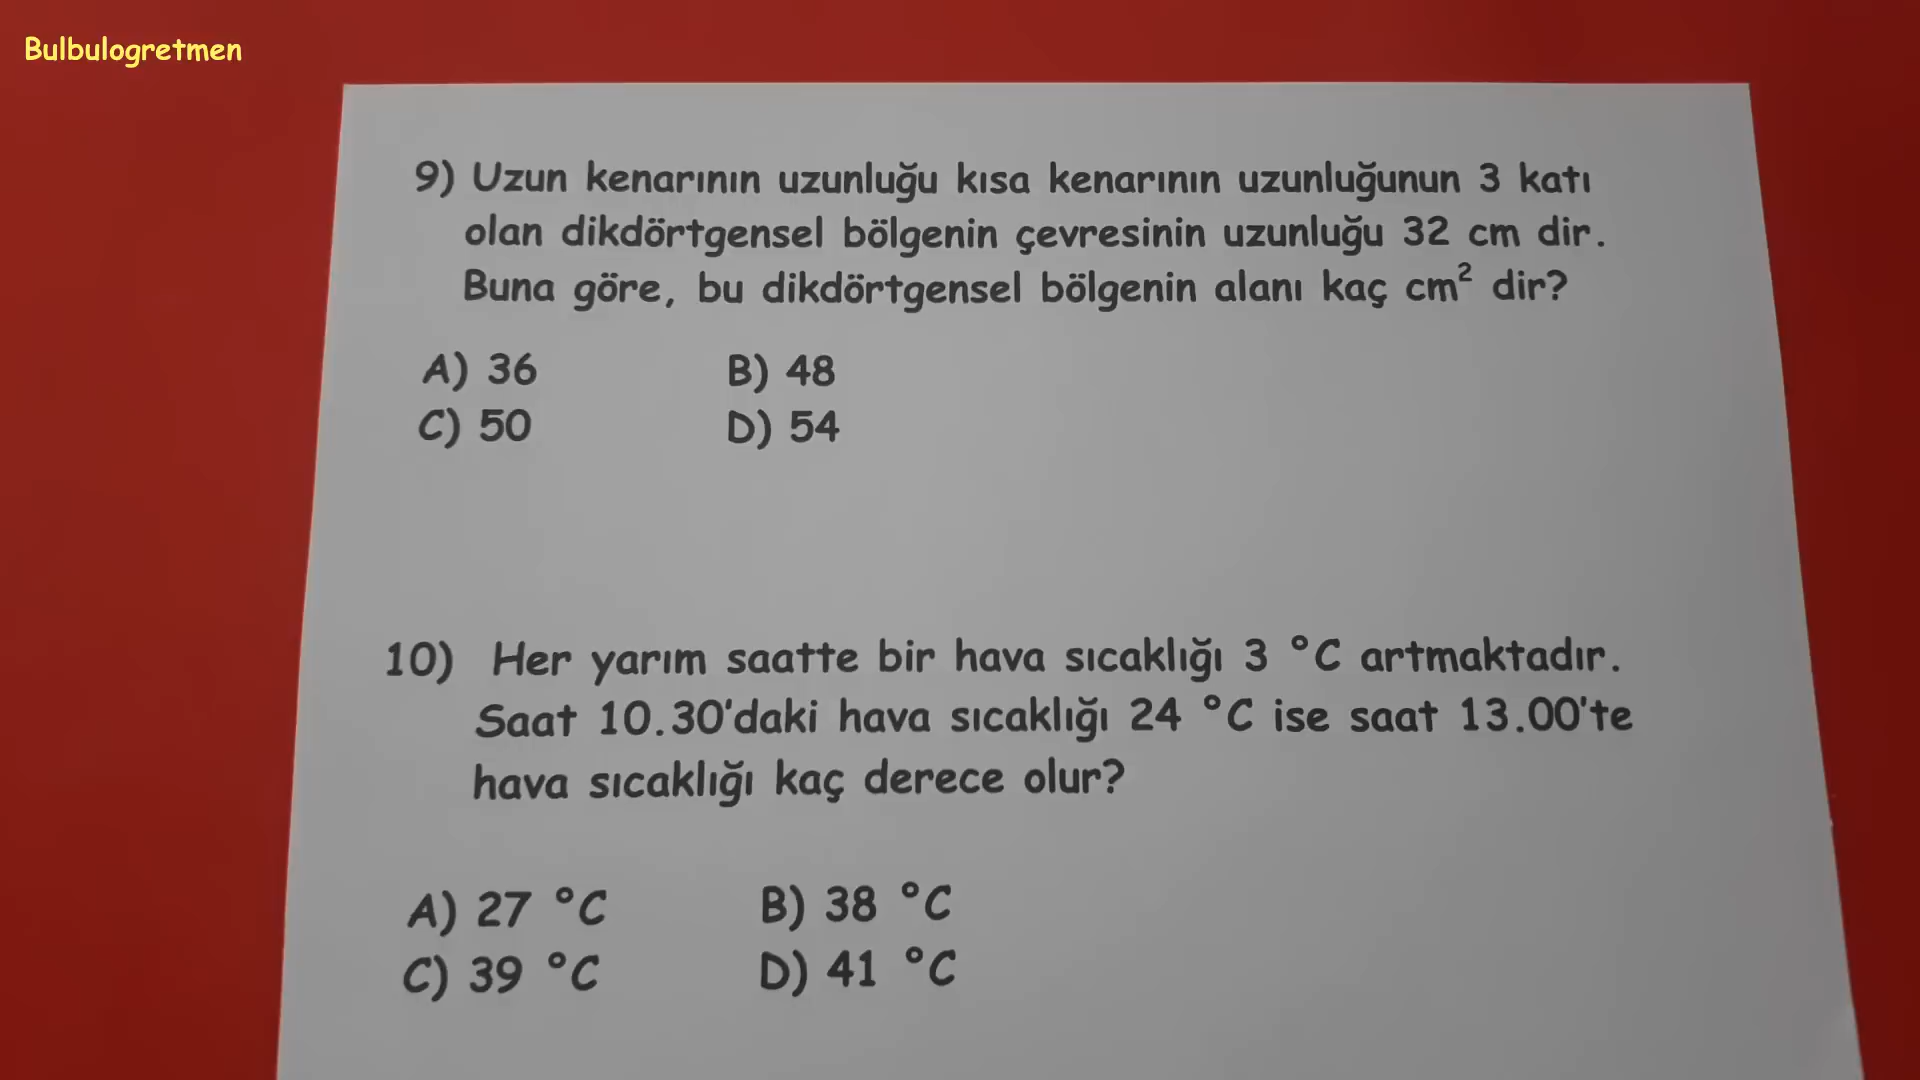 Bulbulogretmen
9) Uzun kenarının uzunluğu kısa kenarının uzunluğunun 3 katı
olan dikdörtgensel bölgenin çevresinin uzunluğu 32 cm dir.
Buna göre, bu dikdörtgensel bölgenin alanı kaç cm² dir?
A) 36 B) 48
C) 50 D) 54
10) Her yarım saatte bir hava sıcaklığı 3 °C artmaktadır.
Saat 10.30'daki hava sıcaklığı 24 °C ise saat 13.00'te
hava sıcaklığı kaç derece olur?
A) 27 °C B) 38 °C
C) 39 °C D) 41 °C